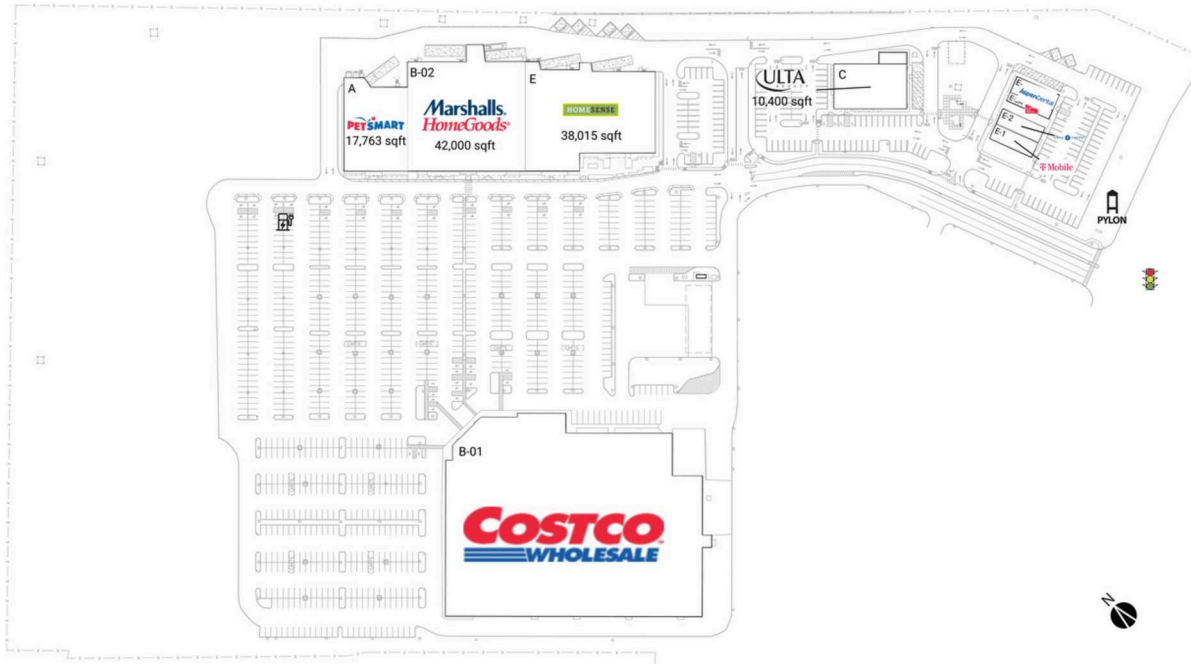 A
PETSMART
17,763 sqft
B-02
Marshalls.
HomeGoods
42,000 sqft
E
HOMESENSE
38,015 sqft
ULTA
BEAUTY
10,400 sqft
C
E-
AspenDental
E-
E-2
E-1
T Mobile
PYLON
B-01
COSTCO
WHOLESALE
N